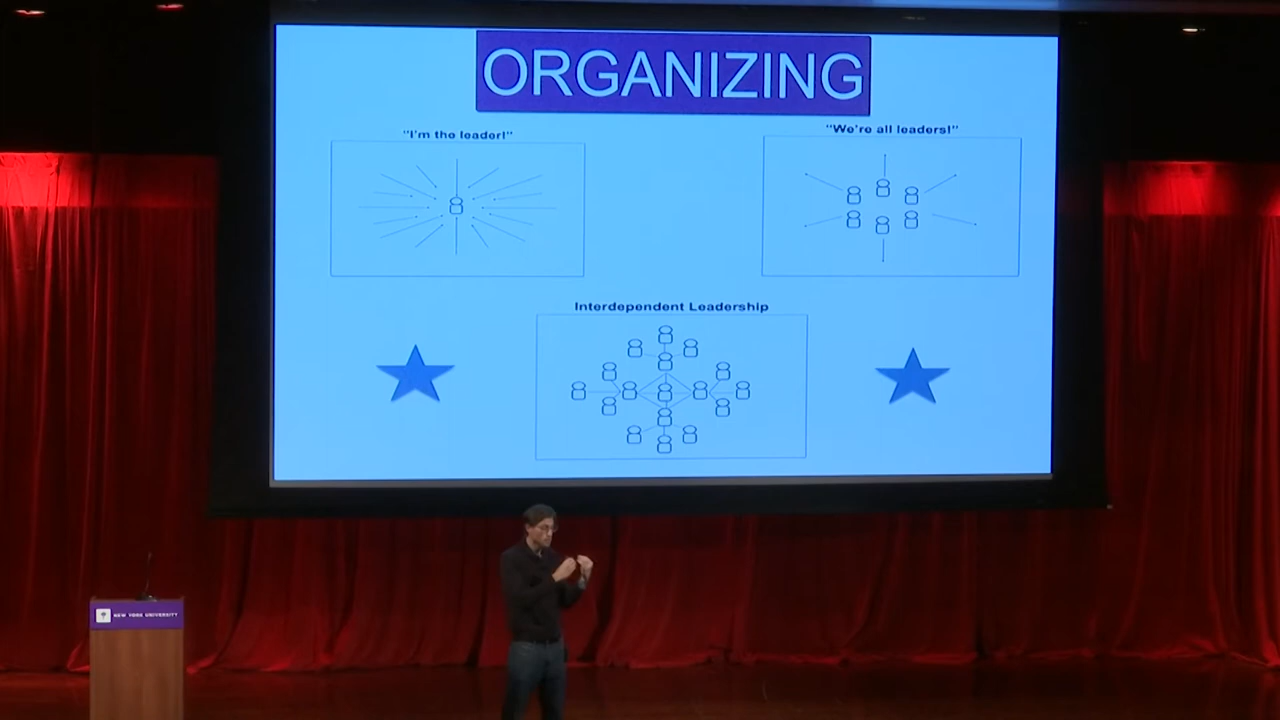 ORGANIZING
"I'm the leader!"
"We're all leaders!"
Interdependent Leadership
NEW YORK UNIVERSITY